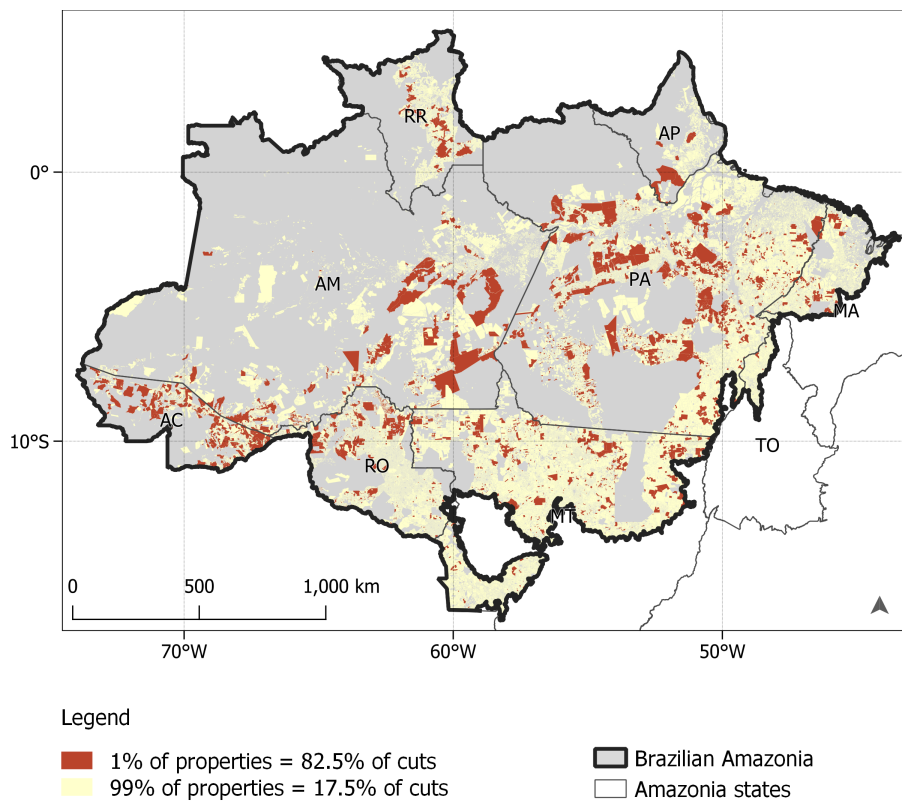 RR
AP
0°
AM
PA
MA
AC
10°S
TO
RO
MT
0 500 1,000 km
70°W 60°W 50°W
Legend
1% of properties = 82.5% of cuts
99% of properties = 17.5% of cuts
Brazilian Amazonia
Amazonia states